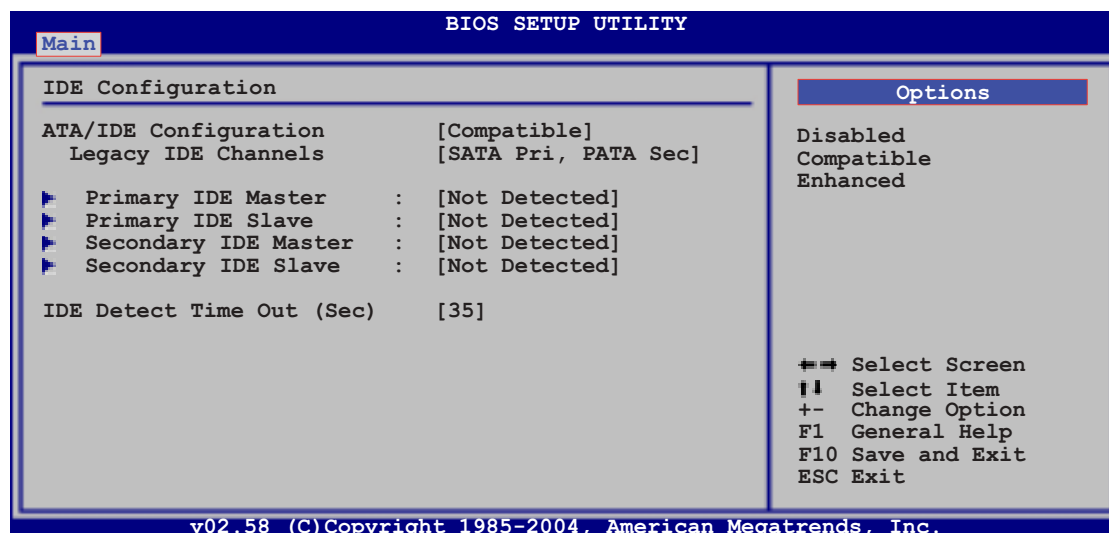 BIOS SETUP UTILITY
Main
IDE Configuration
ATA/IDE Configuration [Compatible]
Legacy IDE Channels [SATA Pri, PATA Sec]
Primary IDE Master : [Not Detected]
Primary IDE Slave : [Not Detected]
Secondary IDE Master : [Not Detected]
Secondary IDE Slave : [Not Detected]
IDE Detect Time Out (Sec) [35]
Options
Disabled
Compatible
Enhanced
←→ Select Screen
↑↓ Select Item
+- Change Option
F1 General Help
F10 Save and Exit
ESC Exit
v02.58 (C)Copyright 1985-2004, American Megatrends, Inc.